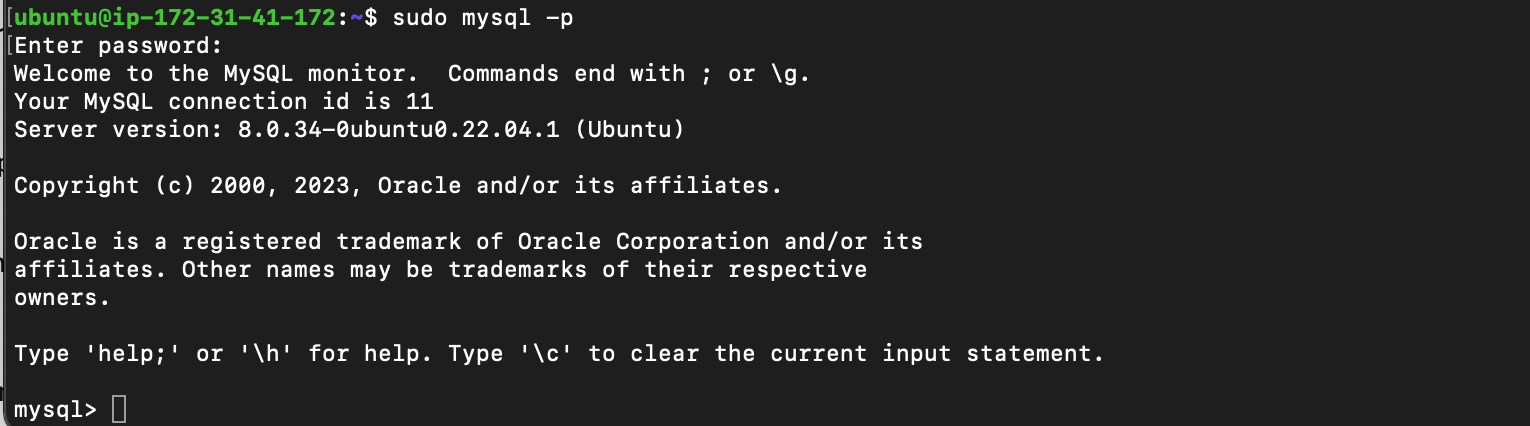 ubuntu@ip-172-31-41-172:~$ sudo mysql -p
Enter password:
Welcome to the MySQL monitor.  Commands end with ; or \g.
Your MySQL connection id is 11
Server version: 8.0.34-0ubuntu0.22.04.1 (Ubuntu)
Copyright (c) 2000, 2023, Oracle and/or its affiliates.
Oracle is a registered trademark of Oracle Corporation and/or its
affiliates. Other names may be trademarks of their respective
owners.
Type 'help;' or '\h' for help. Type '\c' to clear the current input statement.
mysql>